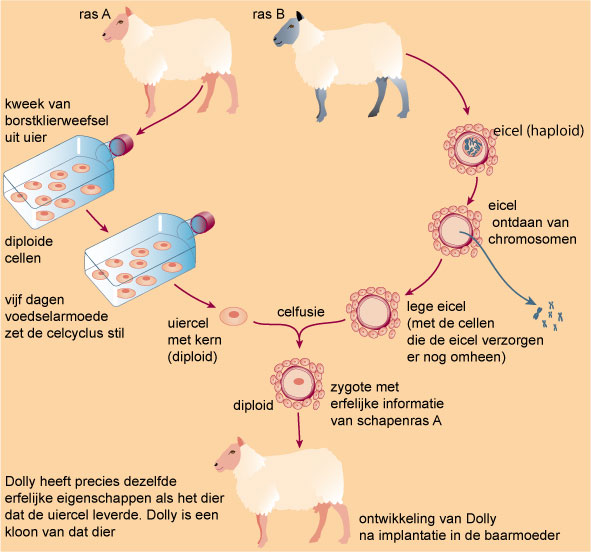 ras A
ras B
kweek van
borstklierweefsel
uit uier
eicel (haploid)
eicel
ontdaan van
chromosomen
diploide
cellen
vijf dagen
voedselarmoede
zet de celcyclus stil
uiercel
met kern
(diploid)
celfusie
lege eicel
(met de cellen
die de eicel verzorgen
er nog omheen)
diploid
zygote met
erfelijke informatie
van schapenras A
Dolly heeft precies dezelfde
erfelijke eigenschappen als het dier
dat de uiercel leverde. Dolly is een
kloon van dat dier
ontwikkeling van Dolly
na implantatie in de baarmoeder